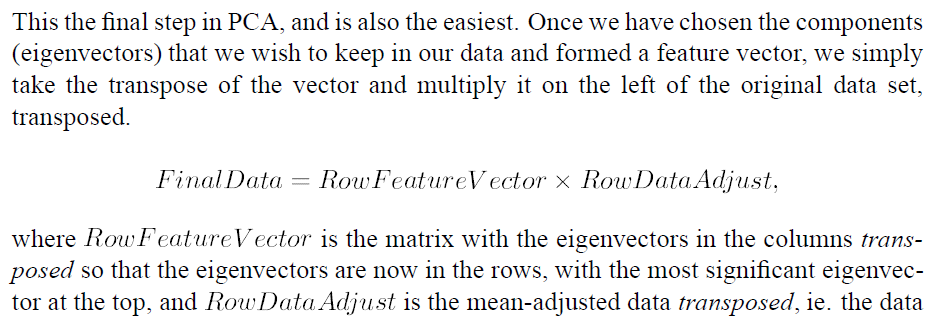 This the final step in PCA, and is also the easiest. Once we have chosen the components
(eigenvectors) that we wish to keep in our data and formed a feature vector, we simply
take the transpose of the vector and multiply it on the left of the original data set,
transposed.
FinalData = RowFeatureVector × RowDataAdjust,
where RowFeatureVector is the matrix with the eigenvectors in the columns trans-
posed so that the eigenvectors are now in the rows, with the most significant eigenvec-
tor at the top, and RowDataAdjust is the mean-adjusted data transposed, ie. the data